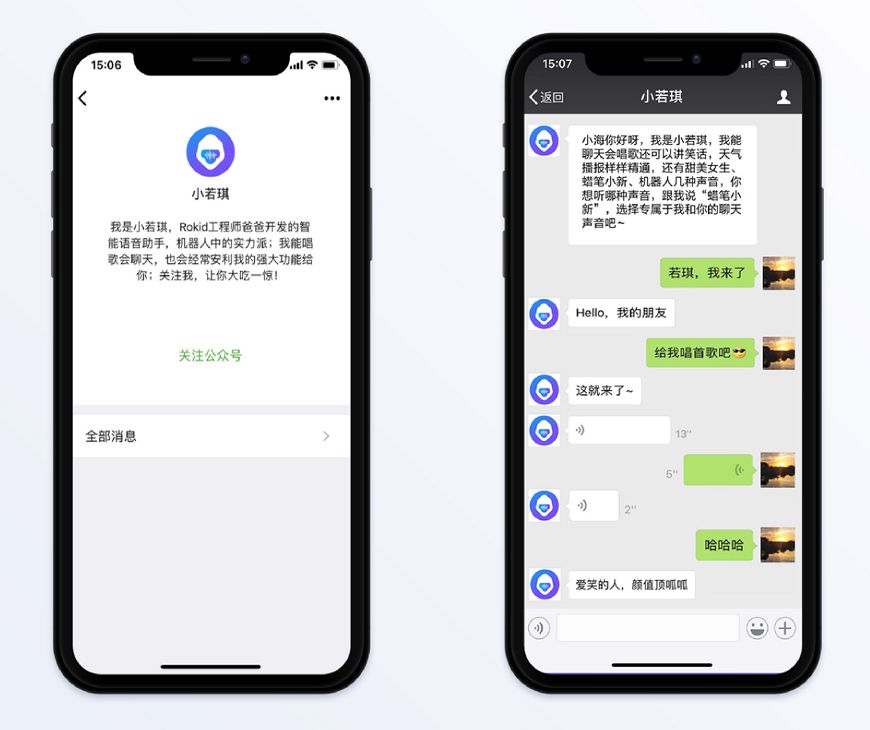 15:06
小若琪
我是小若琪，Rokid工程师爸爸开发的智
能语音助手，机器人中的实力派；我能唱
歌会聊天，也会经常安利我的强大功能给
你；关注我，让你大吃一惊！
关注公众号
全部消息
15:07
返回
小若琪
小海你好呀，我是小若琪，我能
聊天会唱歌还可以讲笑话，天气
播报样样精通，还有甜美女生、
蜡笔小新、机器人几种声音，你
想听哪种声音，跟我说“蜡笔小
新”，选择专属于我和你的聊天
声音吧~
若琪，我来了
Hello，我的朋友
给我唱首歌吧😎
这就来了~
13''
5''
2''
哈哈哈
爱笑的人，颜值顶呱呱